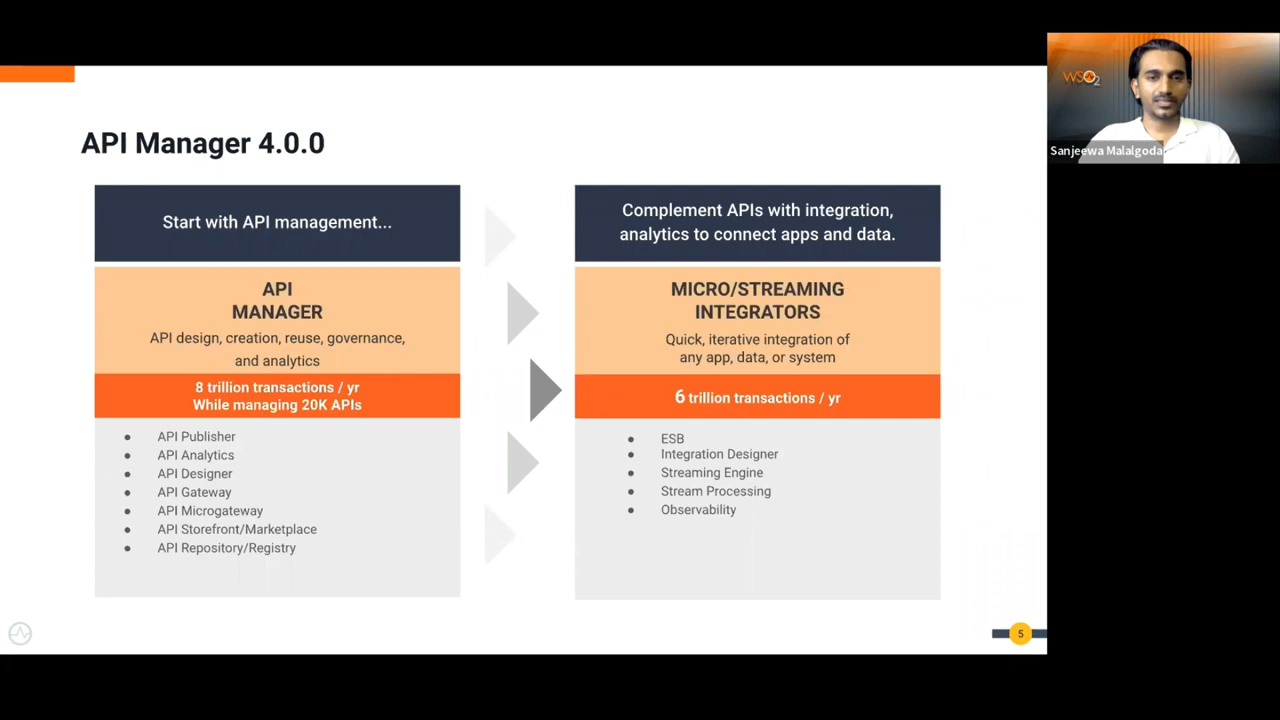 API Manager 4.0.0
Start with API management...
API
MANAGER
API design, creation, reuse, governance,
and analytics
8 trillion transactions / yr
While managing 20K APIs
● API Publisher
● API Analytics
● API Designer
● API Gateway
● API Microgateway
● API Storefront/Marketplace
● API Repository/Registry
Complement APIs with integration,
analytics to connect apps and data.
MICRO/STREAMING
INTEGRATORS
Quick, iterative integration of
any app, data, or system
6 trillion transactions / yr
● ESB
● Integration Designer
● Streaming Engine
● Stream Processing
● Observability
5
WSO2
Sanjeewa Malalgoda